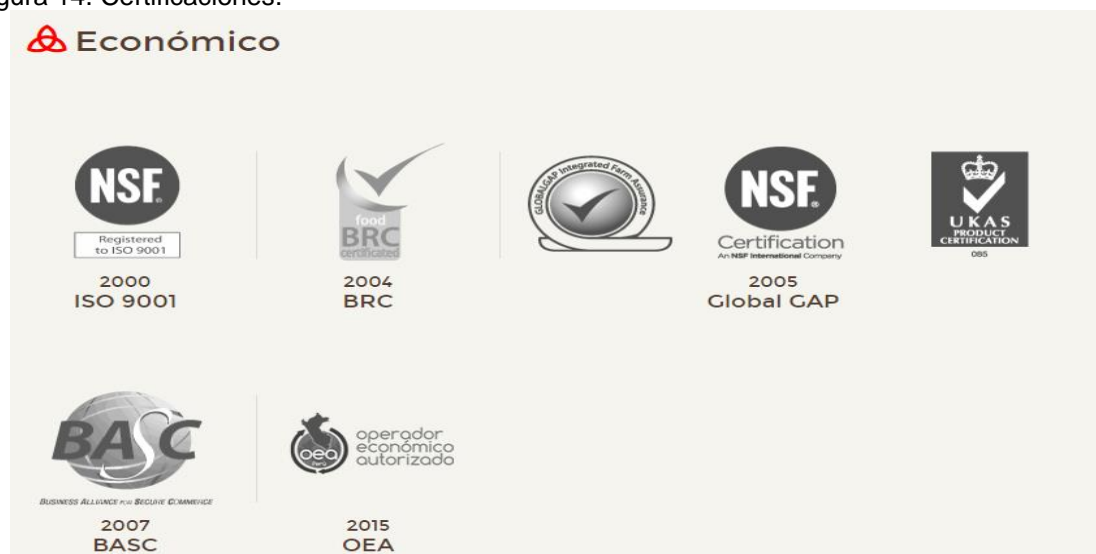 gura 14. Certificaciones.
Económico
NSF®
Registered
to ISO 9001
2000
ISO 9001
food
BRC
certificated
2004
BRC
GLOBALGAP Integrated Farm Assurance
NSF®
Certification
An NSF International Company
2005
Global GAP
UKAS
PRODUCT
CERTIFICATION
085
BASC
BUSINESS ALLIANCE FOR SECURE COMMERCE
2007
BASC
oea
Perú
operador
económico
autorizado
2015
OEA